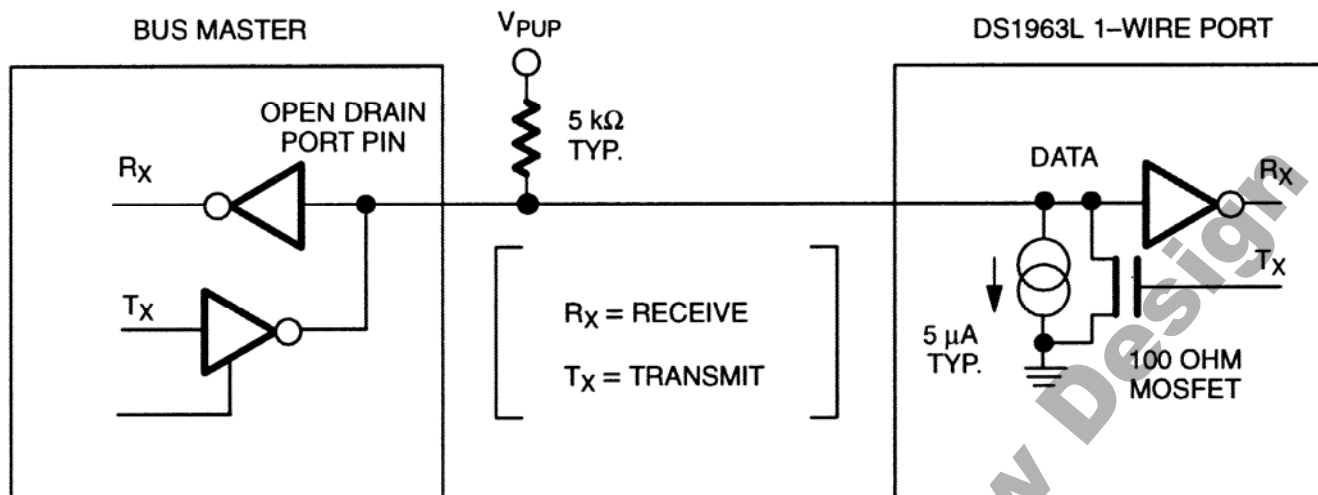 BUS MASTER
VPUP
DS1963L 1–WIRE PORT
OPEN DRAIN
PORT PIN
5 kΩ
TYP.
RX
DATA
RX
TX
TX
RX = RECEIVE
TX = TRANSMIT
5 µA
TYP.
100 OHM
MOSFET
w Design